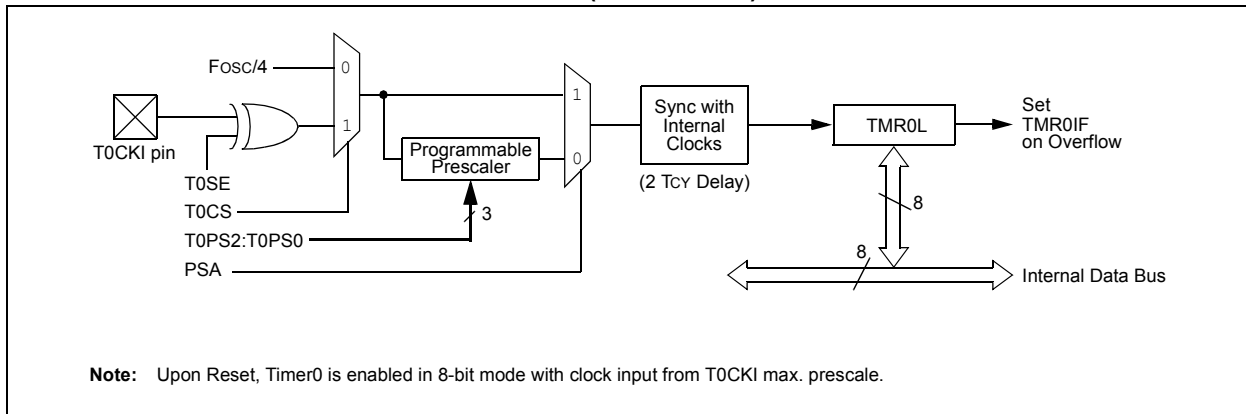 FOSC/4
0
1
T0CKI pin
T0SE
T0CS
T0PS2:T0PS0
PSA
Programmable
Prescaler
3
1
0
Sync with
Internal
Clocks
(2 TCY Delay)
TMR0L
Set
TMR0IF
on Overflow
8
8
Internal Data Bus
Note: Upon Reset, Timer0 is enabled in 8-bit mode with clock input from T0CKI max. prescale.